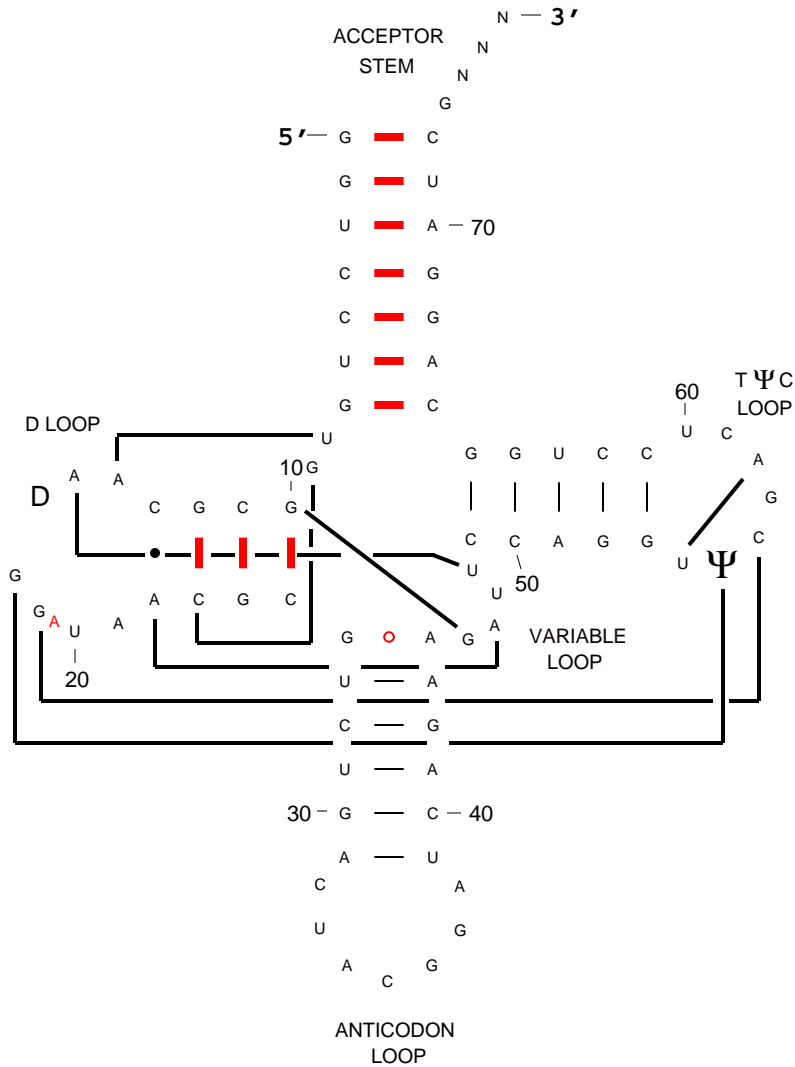 N 3′
ACCEPTOR N
STEM N
G
5′ G C
G U
U A 70
C G
C G
U A
G C
T Ψ C
60 LOOP
D LOOP U U C
10 G G G U C C A
A A
D C G C G G
C C A G G U Ψ C
G U 50
G A U A A C G C U
20 G A G A VARIABLE
LOOP
U A
C G
U A
30 G C 40
A U
C A
U G
A C G
ANTICODON
LOOP